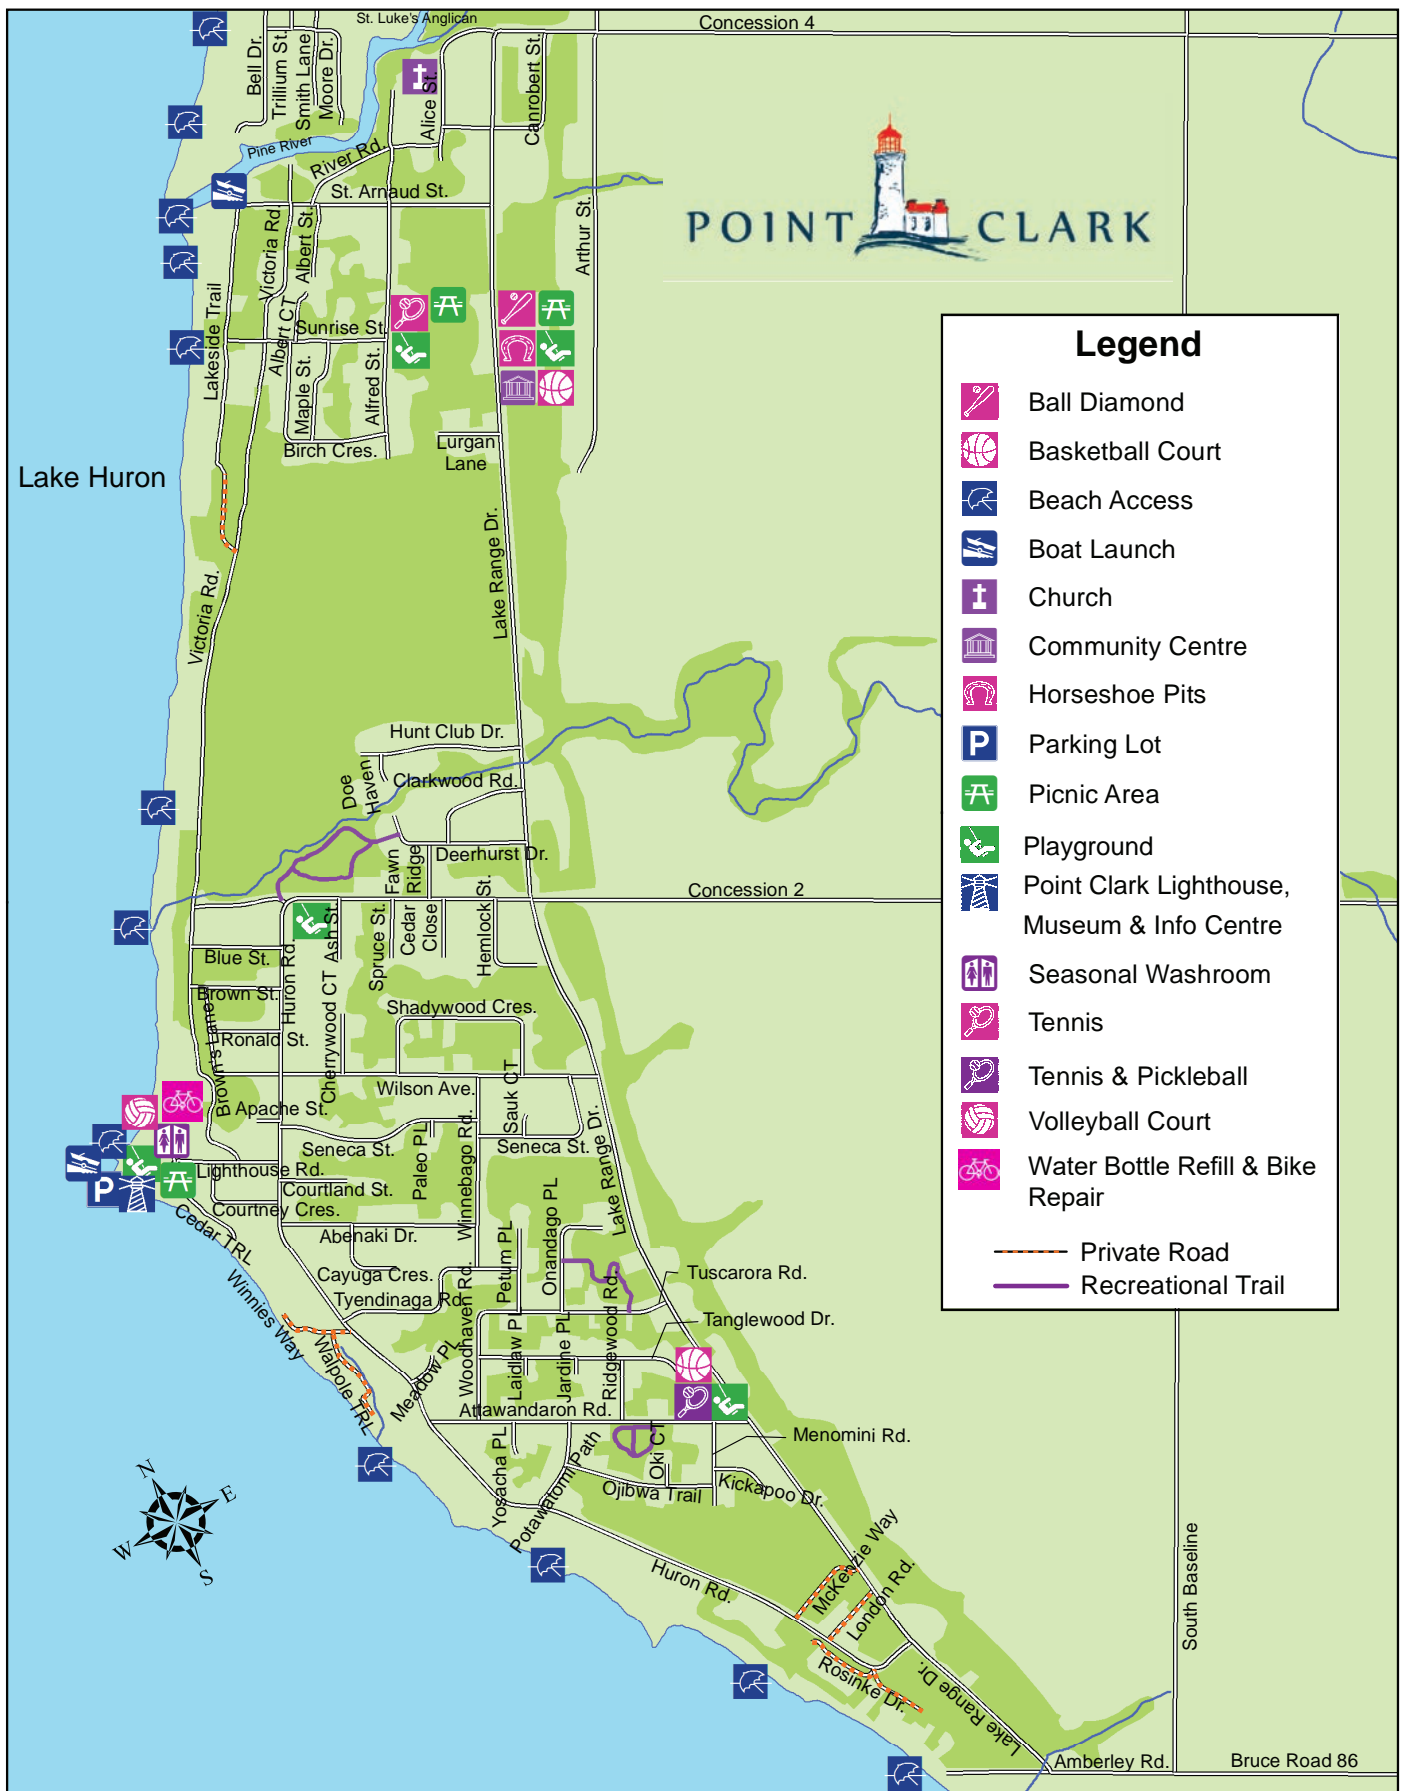 St. Luke's Anglican
Concession 4
Bell Dr.
Trillium St.
Smith Lane
Moore Dr.
Alice St.
Canrobert St.
Pine River
River Rd.
St. Arnaud St.
Victoria Rd.
Albert St.
Arthur St.
POINT CLARK
Lakeside Trail
Albert CT
Sunrise St.
Maple St.
Alfred St.
Birch Cres.
Lurgan
Lane
Lake Huron
Lake Range Dr.
Victoria Rd.
Hunt Club Dr.
Doe
Haven
Clarkwood Rd.
Fawn
Ridge
Deerhurst Dr.
Concession 2
Ash St.
Spruce St.
Cedar
Close
Hemlock St.
Blue St.
Huron Rd.
Brown St.
Brown's Lane
Cherrywood CT
Shadywood Cres.
Ronald St.
Wilson Ave.
Sauk CT
Apache St.
Seneca St.
Paleo PL
Winnebago Rd.
Seneca St.
Lake Range Dr.
Lighthouse Rd.
Courtland St.
Courtney Cres.
Cedar TRL
Abenaki Dr.
Petum PL
Onandago PL
Cayuga Cres.
Tyendinaga Rd.
Tuscarora Rd.
Winnies Way
Woodhaven Rd.
Ridgewood Rd.
Tanglewood Dr.
Walpole TRL
Meadow PL
Laidlaw PL
Jardine PL
Attawandaron Rd.
Menomini Rd.
Yosacha PL
Potawatomi Path
Oki CT
Ojibwa Trail
Kickapoo Dr.
Huron Rd.
McKenzie Way
London Rd.
Rosinke Dr.
Lake Range Dr.
South Baseline
Amberley Rd.
Bruce Road 86
N
E
W
S
P
Legend
Ball Diamond
Basketball Court
Beach Access
Boat Launch
Church
Community Centre
Horseshoe Pits
P Parking Lot
Picnic Area
Playground
Point Clark Lighthouse,
Museum & Info Centre
Seasonal Washroom
Tennis
Tennis & Pickleball
Volleyball Court
Water Bottle Refill & Bike
Repair
Private Road
Recreational Trail